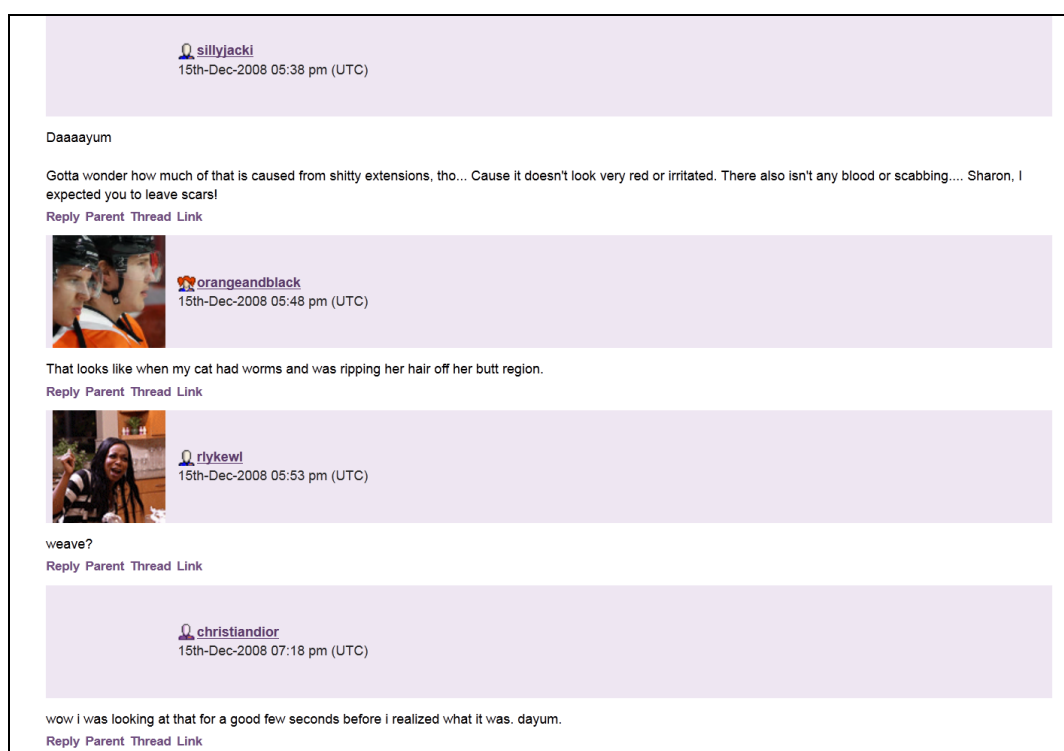 sillyjacki
15th-Dec-2008 05:38 pm (UTC)
Daaaayum
Gotta wonder how much of that is caused from shitty extensions, tho... Cause it doesn't look very red or irritated. There also isn't any blood or scabbing.... Sharon, I
expected you to leave scars!
Reply Parent Thread Link
orangeandblack
15th-Dec-2008 05:48 pm (UTC)
That looks like when my cat had worms and was ripping her hair off her butt region.
Reply Parent Thread Link
rlykewl
15th-Dec-2008 05:53 pm (UTC)
weave?
Reply Parent Thread Link
christiandior
15th-Dec-2008 07:18 pm (UTC)
wow i was looking at that for a good few seconds before i realized what it was. dayum.
Reply Parent Thread Link